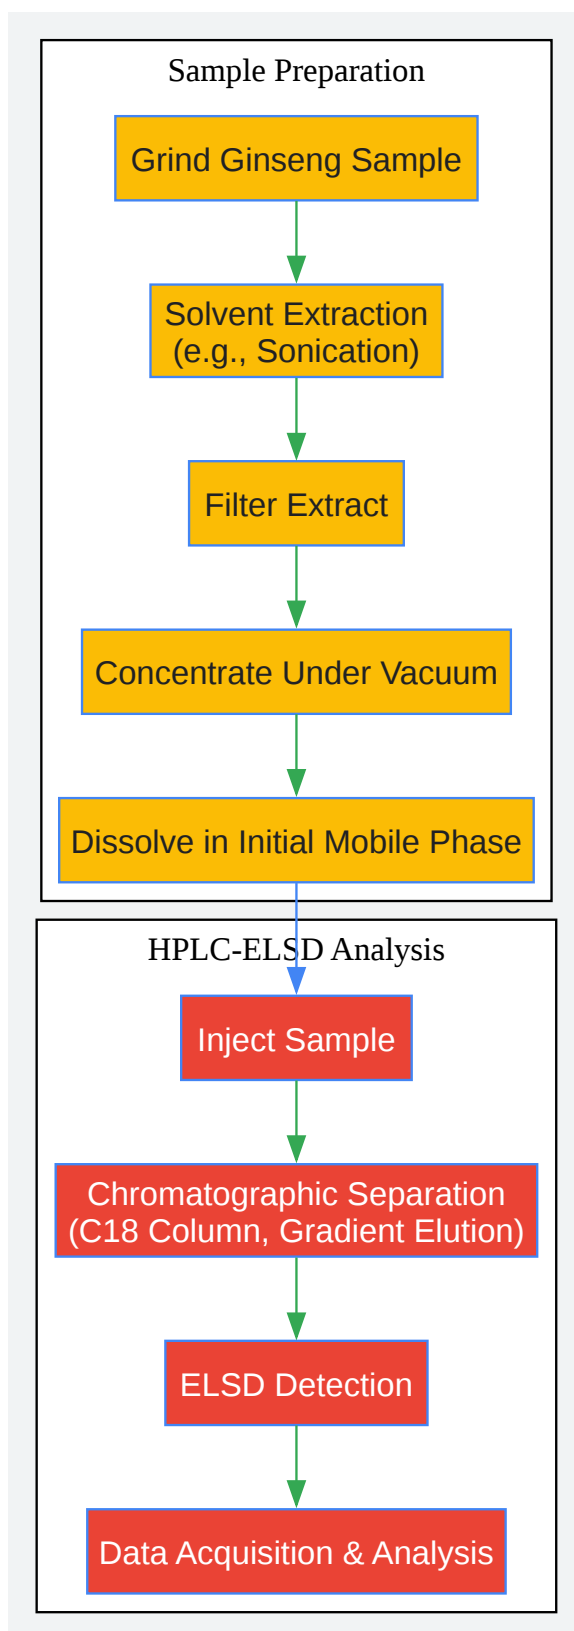 Sample Preparation
Grind Ginseng Sample
Solvent Extraction
(e.g., Sonication)
Filter Extract
Concentrate Under Vacuum
Dissolve in Initial Mobile Phase
HPLC-ELSD Analysis
Inject Sample
Chromatographic Separation
(C18 Column, Gradient Elution)
ELSD Detection
Data Acquisition & Analysis